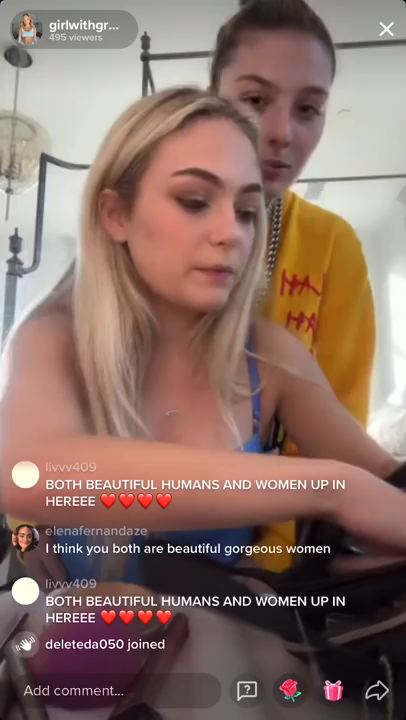 girlwithgr...
495 viewers
livvv409
BOTH BEAUTIFUL HUMANS AND WOMEN UP IN
HEREEE ❤️❤️❤️❤️
elenafernandaze
I think you both are beautiful gorgeous women
livvv409
BOTH BEAUTIFUL HUMANS AND WOMEN UP IN
HEREEE ❤️❤️❤️❤️
deleteda050 joined
Add comment...